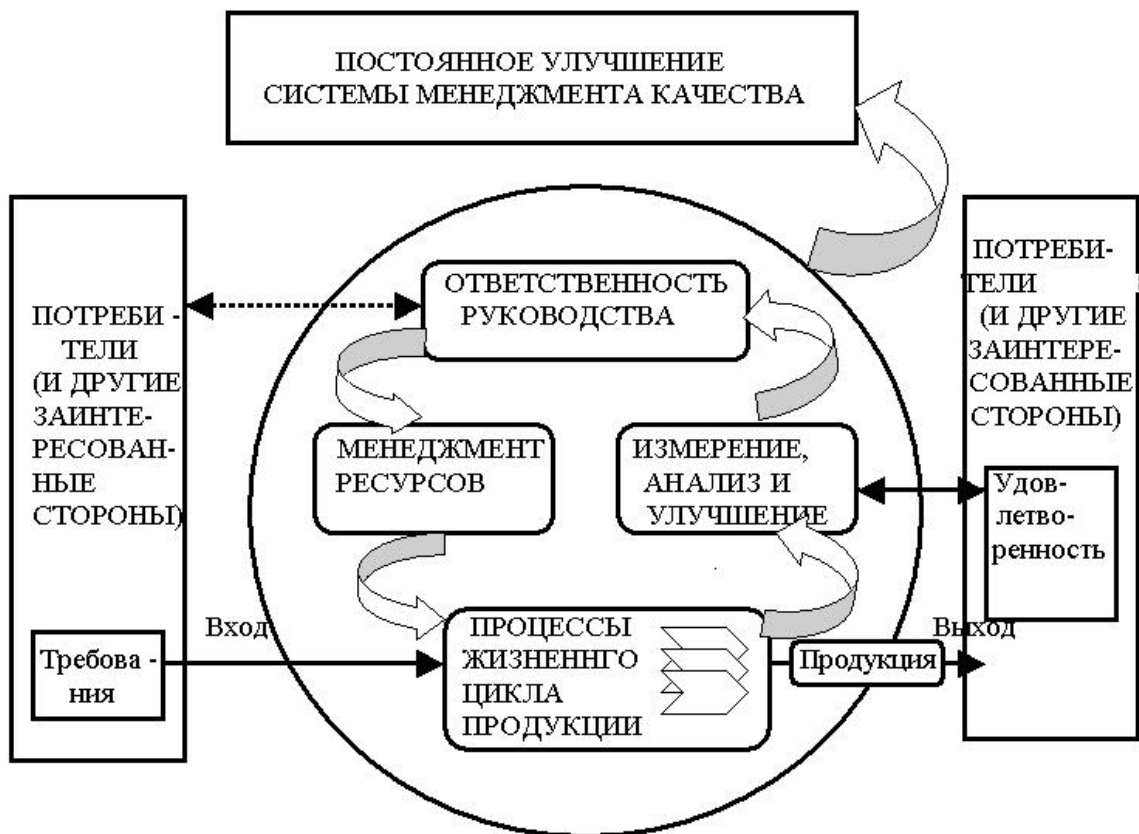 ПОСТОЯННОЕ УЛУЧШЕНИЕ
СИСТЕМЫ МЕНЕДЖМЕНТА КАЧЕСТВА
ПОТРЕБИ -
ТЕЛИ
(И ДРУГИЕ
ЗАИНТЕ-
РЕСОВАН-
НЫЕ
СТОРОНЫ)
Требова -
ния
Вход
ОТВЕТСТВЕННОСТЬ
РУКОВОДСТВА
МЕНЕДЖМЕНТ
РЕСУРСОВ
ИЗМЕРЕНИЕ,
АНАЛИЗ И
УЛУЧШЕНИЕ
ПРОЦЕССЫ
ЖИЗНЕННГО
ЦИКЛА
ПРОДУКЦИИ
Продукция
Выход
ПОТРЕБИ-
ТЕЛИ
(И ДРУГИЕ
ЗАИНТЕРЕ-
СОВАННЫЕ
СТОРОНЫ)
Удов-
летво-
ренность